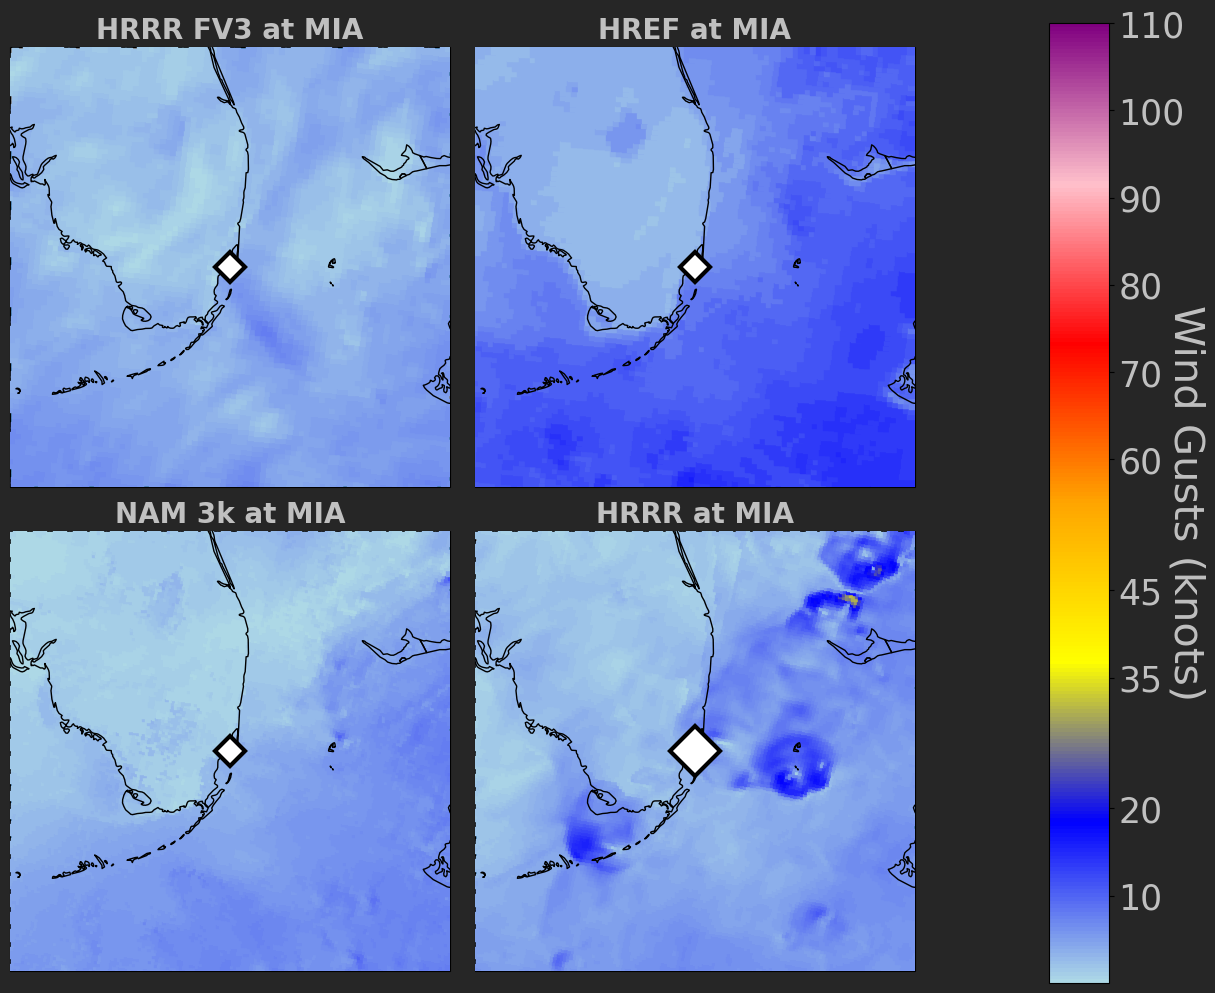 HRRR FV3 at MIA
HREF at MIA
NAM 3k at MIA
HRRR at MIA
110
100
90
80
70
60
45
35
20
10
Wind Gusts (knots)